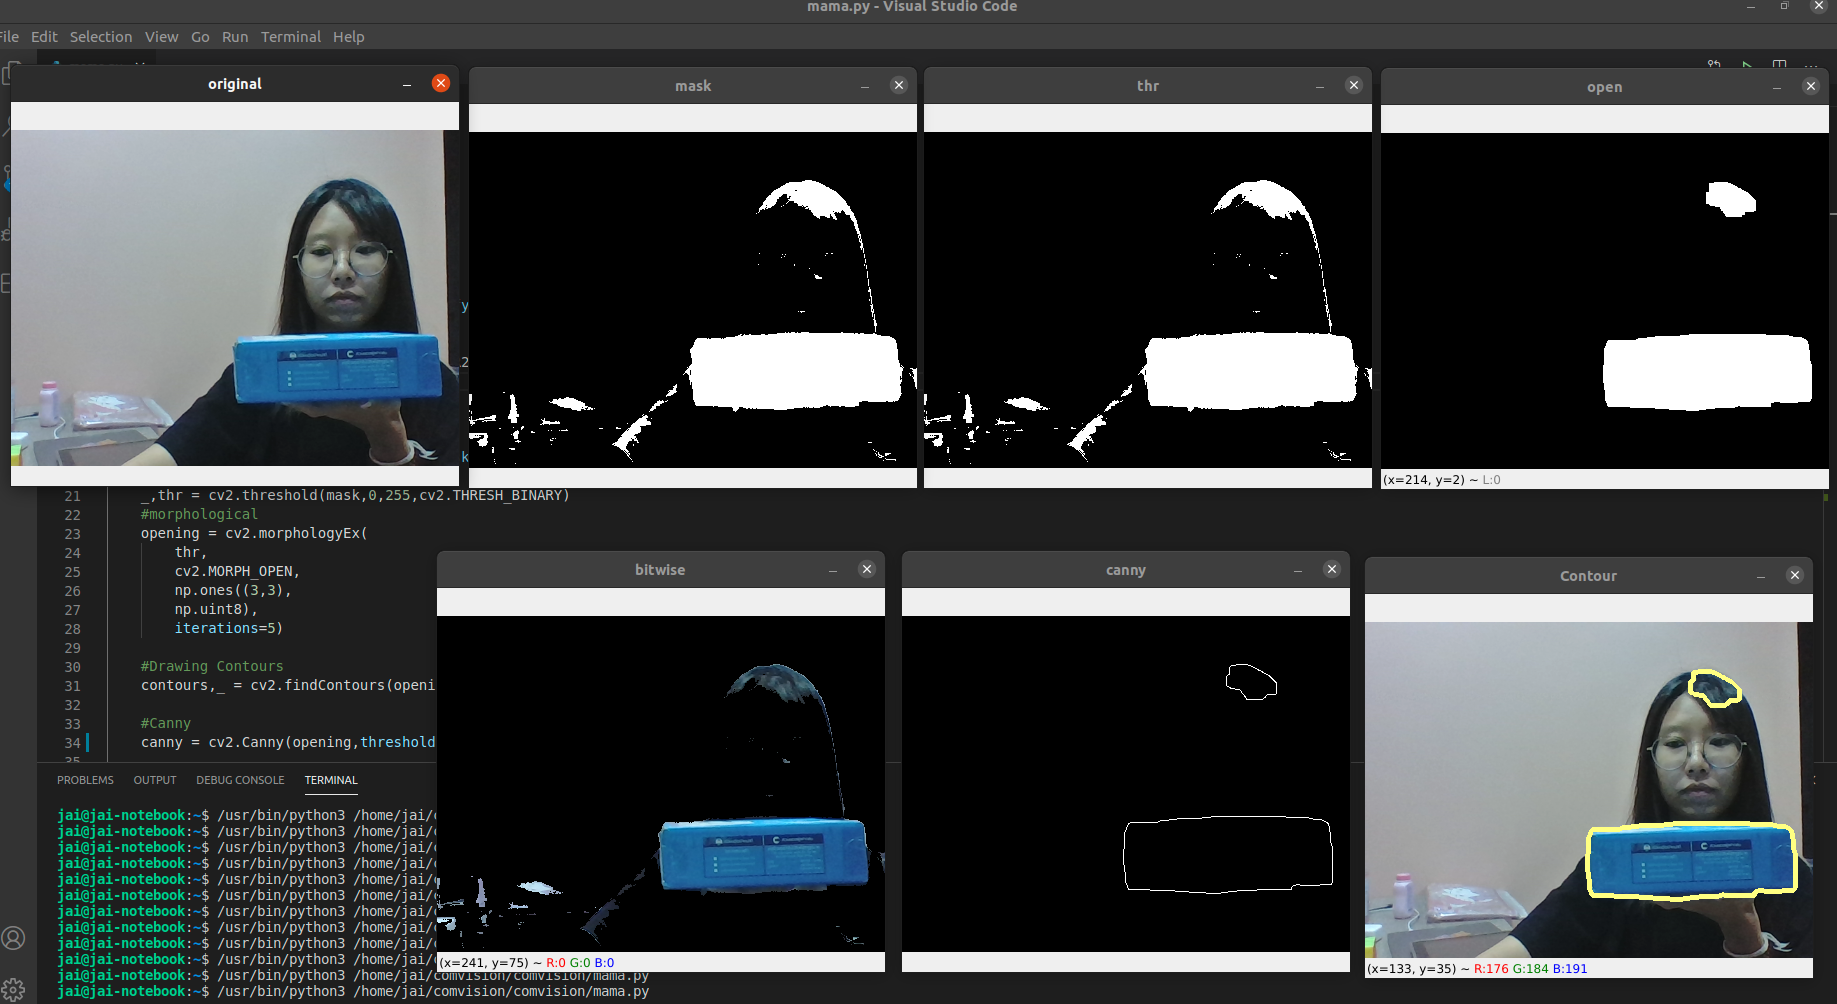 mama.py - Visual Studio Code
File Edit Selection View Go Run Terminal Help
original
mask
thr
open
y
2
k
(x=214, y=2) ~ L:0
21 _,thr = cv2.threshold(mask,0,255,cv2.THRESH_BINARY)
22 #morphological
23 opening = cv2.morphologyEx(
24 thr,
25 cv2.MORPH_OPEN,
26 np.ones((3,3),
27 np.uint8),
28 iterations=5)
29
30 #Drawing Contours
31 contours,_ = cv2.findContours(openi
32
33 #Canny
34 canny = cv2.Canny(opening,threshold
35
bitwise
canny
Contour
(x=241, y=75) ~ R:0 G:0 B:0
(x=133, y=35) ~ R:176 G:184 B:191
PROBLEMS OUTPUT DEBUG CONSOLE TERMINAL
jai@jai-notebook:~$ /usr/bin/python3 /home/jai/c
jai@jai-notebook:~$ /usr/bin/python3 /home/jai/c
jai@jai-notebook:~$ /usr/bin/python3 /home/jai/c
jai@jai-notebook:~$ /usr/bin/python3 /home/jai/c
jai@jai-notebook:~$ /usr/bin/python3 /home/jai/c
jai@jai-notebook:~$ /usr/bin/python3 /home/jai/c
jai@jai-notebook:~$ /usr/bin/python3 /home/jai/c
jai@jai-notebook:~$ /usr/bin/python3 /home/jai/c
jai@jai-notebook:~$ /usr/bin/python3 /home/jai/c
jai@jai-notebook:~$ /usr/bin/python3 /home/jai/c
jai@jai-notebook:~$ /usr/bin/python3 /home/jai/comvision/comvision/mama.py
jai@jai-notebook:~$ /usr/bin/python3 /home/jai/comvision/comvision/mama.py